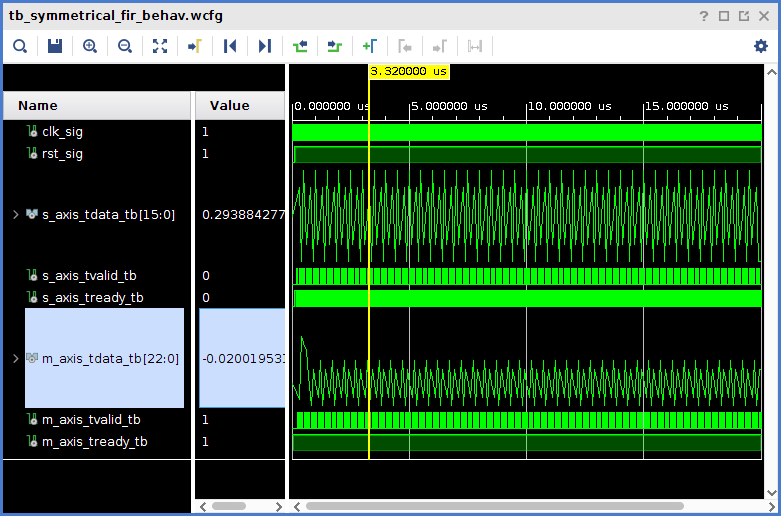 tb_symmetrical_fir_behav.wcfg
?
3.320000 us
Name Value
0.000000 us 5.000000 us 10.000000 us 15.000000 us
clk_sig 1
rst_sig 1
s_axis_tdata_tb[15:0] 0.293884277
s_axis_tvalid_tb 0
s_axis_tready_tb 0
m_axis_tdata_tb[22:0] -0.02001953
m_axis_tvalid_tb 1
m_axis_tready_tb 1